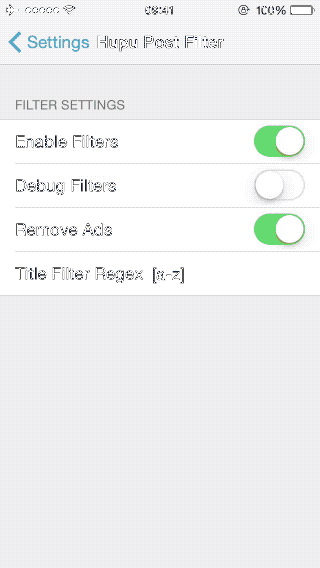 09:41 100%
Settings Hupu Post Filter
FILTER SETTINGS
Enable Filters
Debug Filters
Remove Ads
Title Filter Regex [a-z]